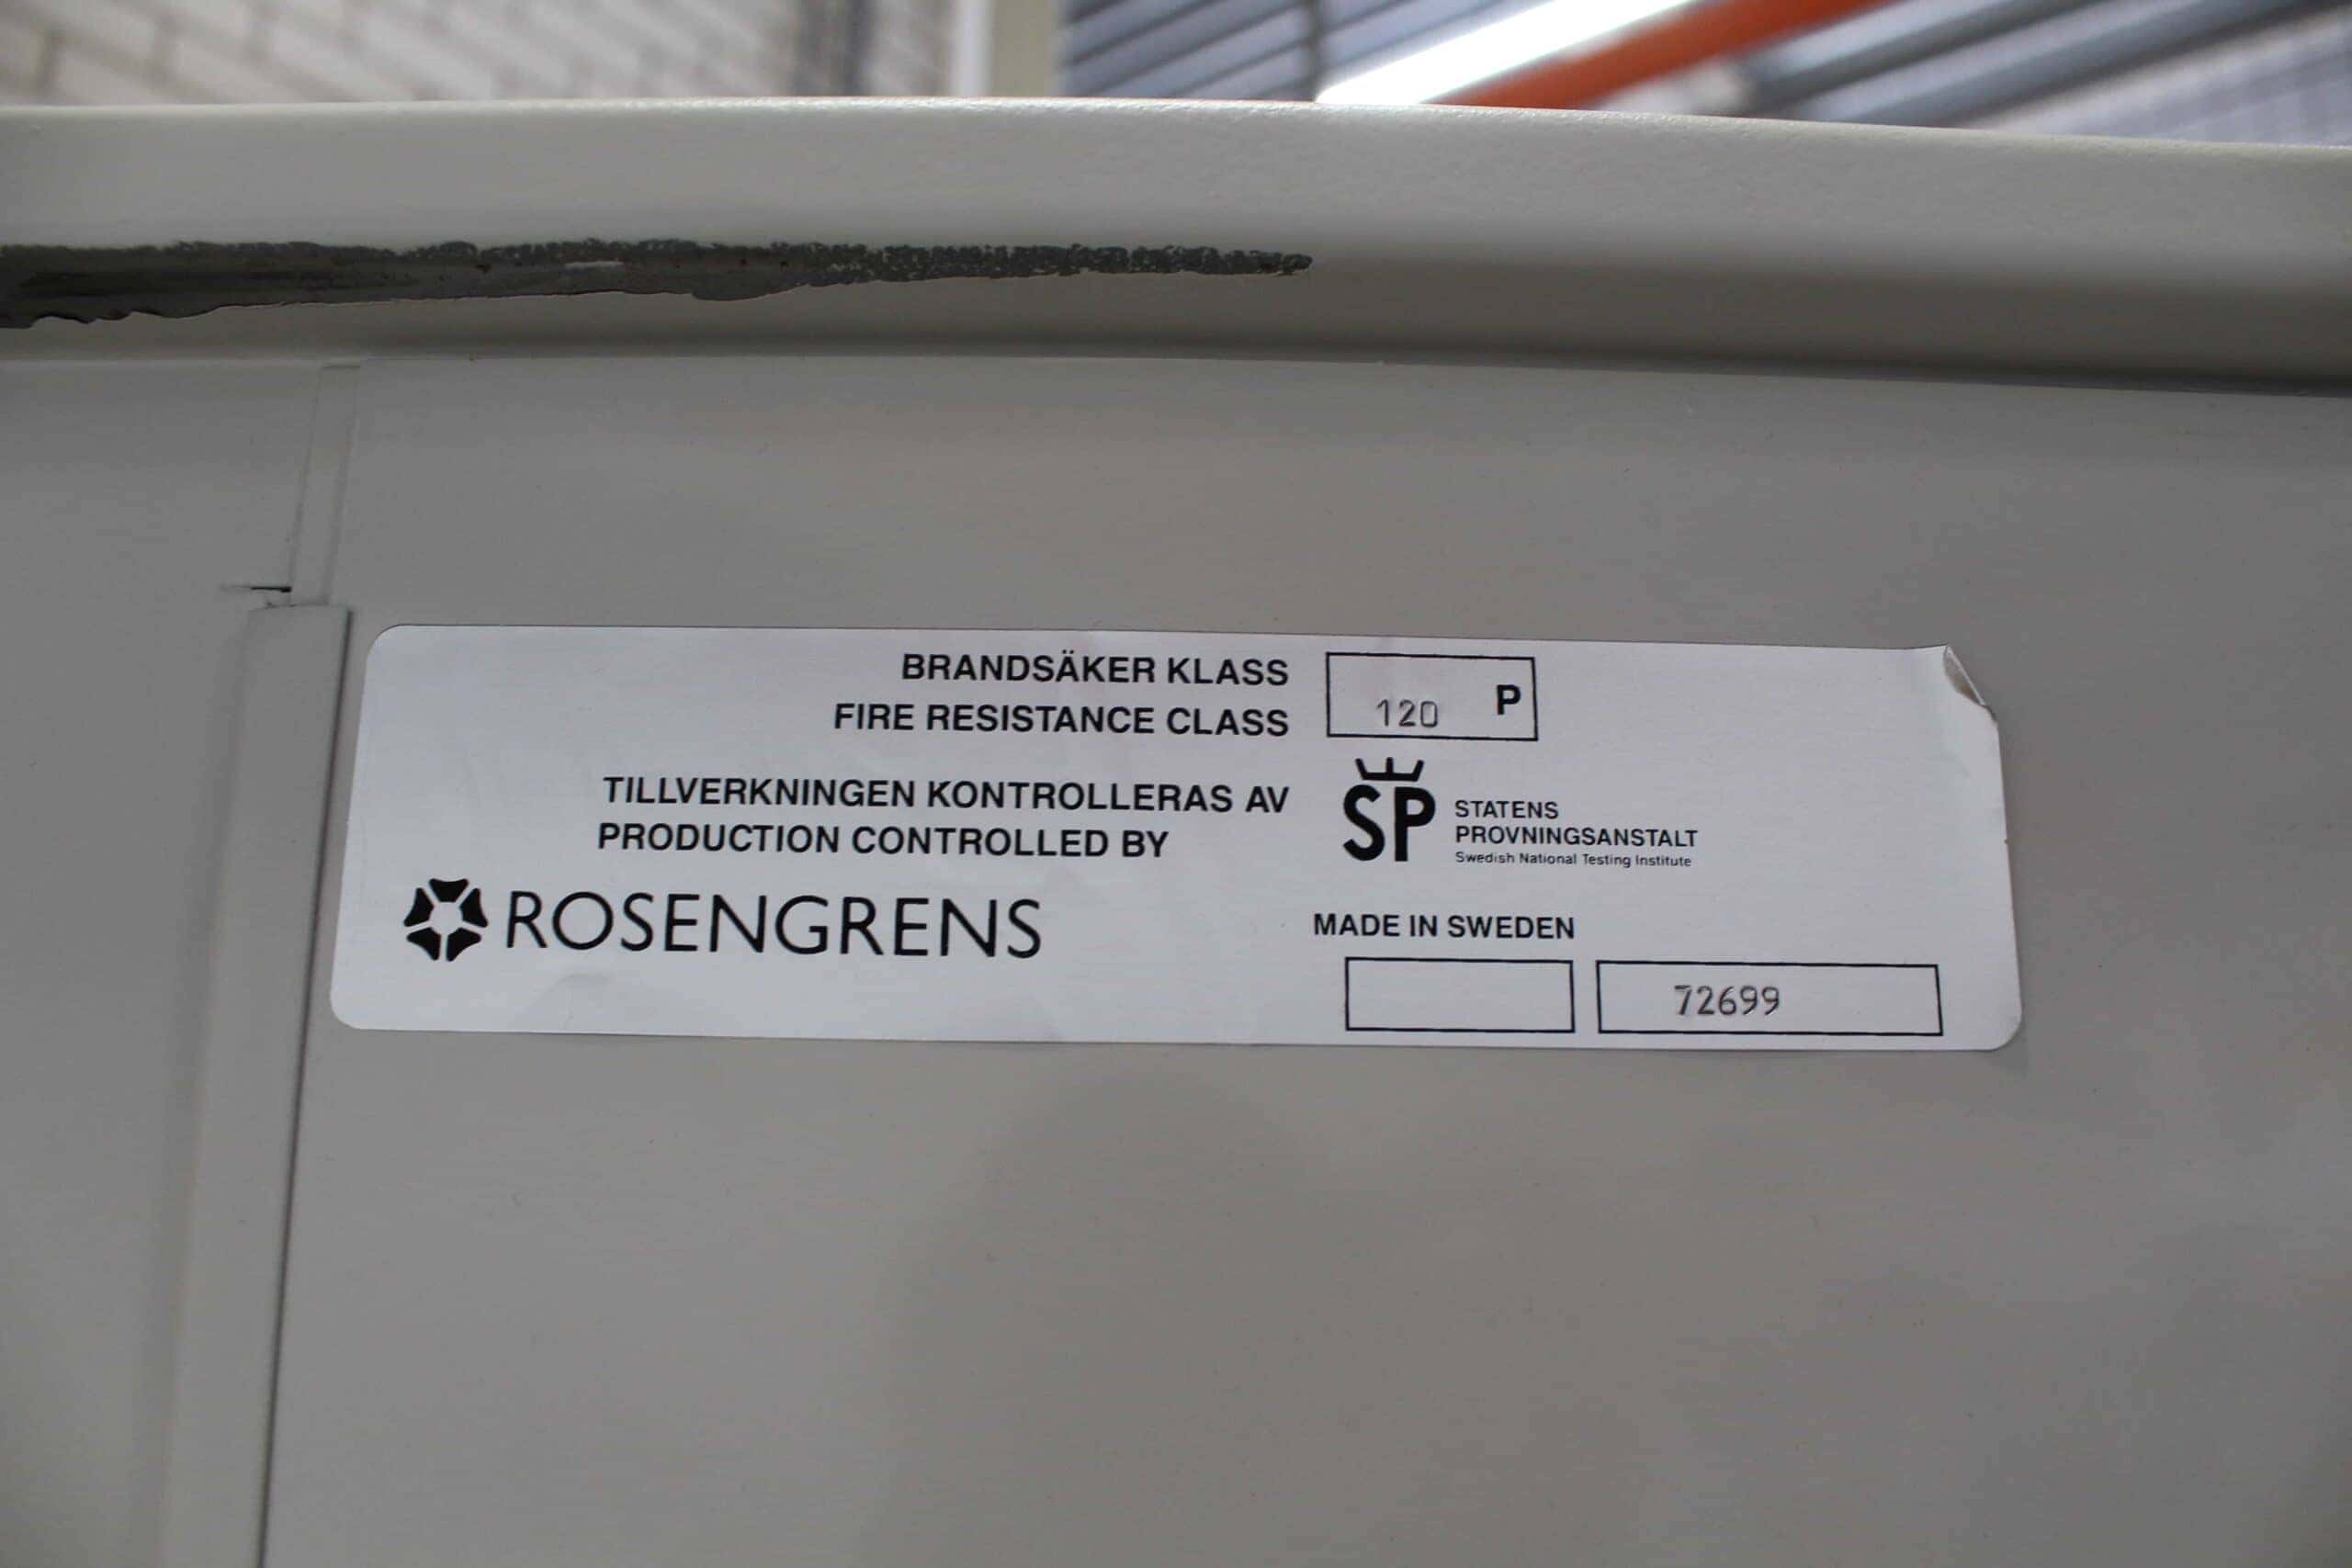 BRANDSÄKER KLASS
FIRE RESISTANCE CLASS
120 P
TILLVERKNINGEN KONTROLLERAS AV
PRODUCTION CONTROLLED BY
SP
STATENS
PROVNINGSANSTALT
Swedish National Testing Institute
ROSENGRENS
MADE IN SWEDEN
72699